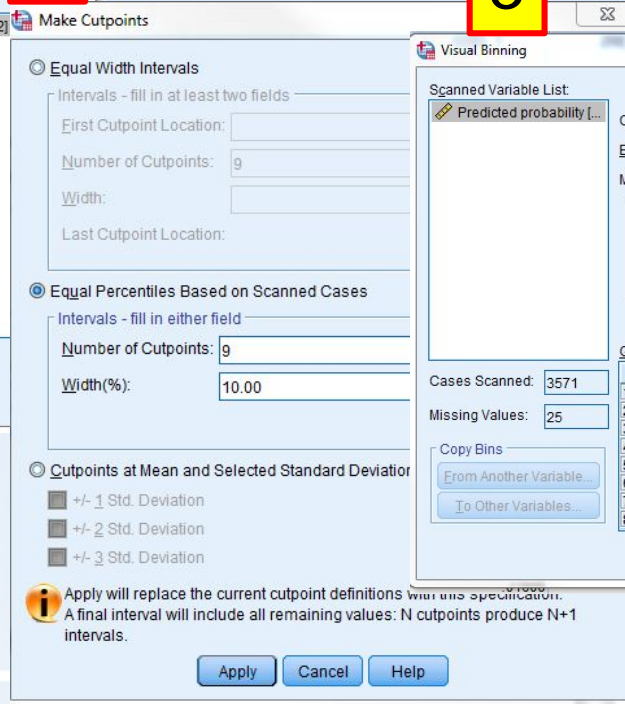 Make Cutpoints
Equal Width Intervals
Intervals - fill in at least two fields
First Cutpoint Location:
Number of Cutpoints: 9
Width:
Last Cutpoint Location:
Equal Percentiles Based on Scanned Cases
Intervals - fill in either field
Number of Cutpoints: 9
Width(%): 10.00
Cutpoints at Mean and Selected Standard Deviation
+/- 1 Std. Deviation
+/- 2 Std. Deviation
+/- 3 Std. Deviation
Apply will replace the current cutpoint definitions with this specification.
A final interval will include all remaining values: N cutpoints produce N+1
intervals.
Apply Cancel Help
Visual Binning
Scanned Variable List:
Predicted probability [...
Cases Scanned: 3571
Missing Values: 25
Copy Bins
From Another Variable...
To Other Variables...